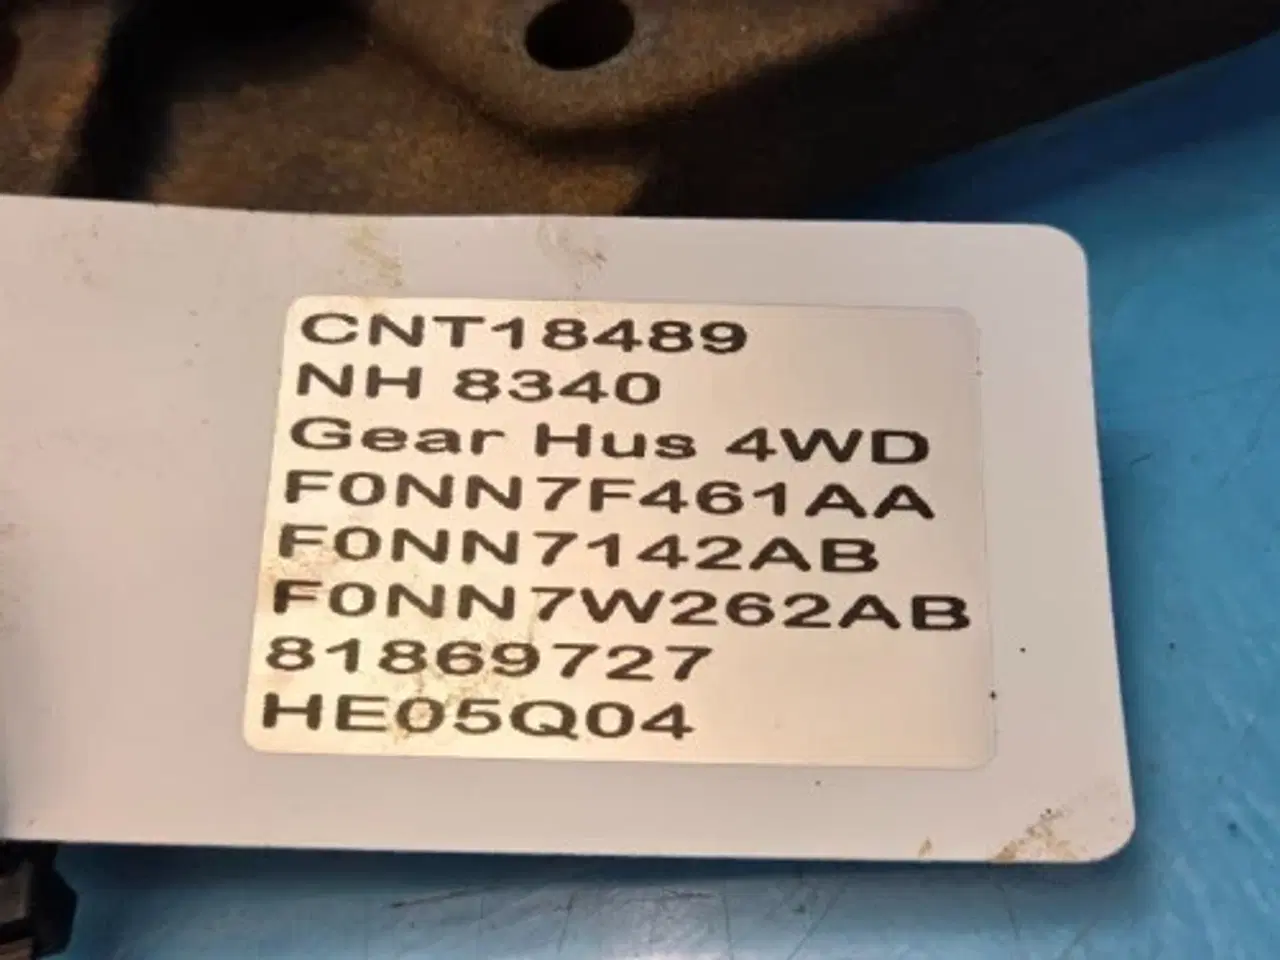 CNT18489
NH 8340
Gear Hus 4WD
F0NN7F461AA
F0NN7142AB
F0NN7W262AB
81869727
HE05Q04